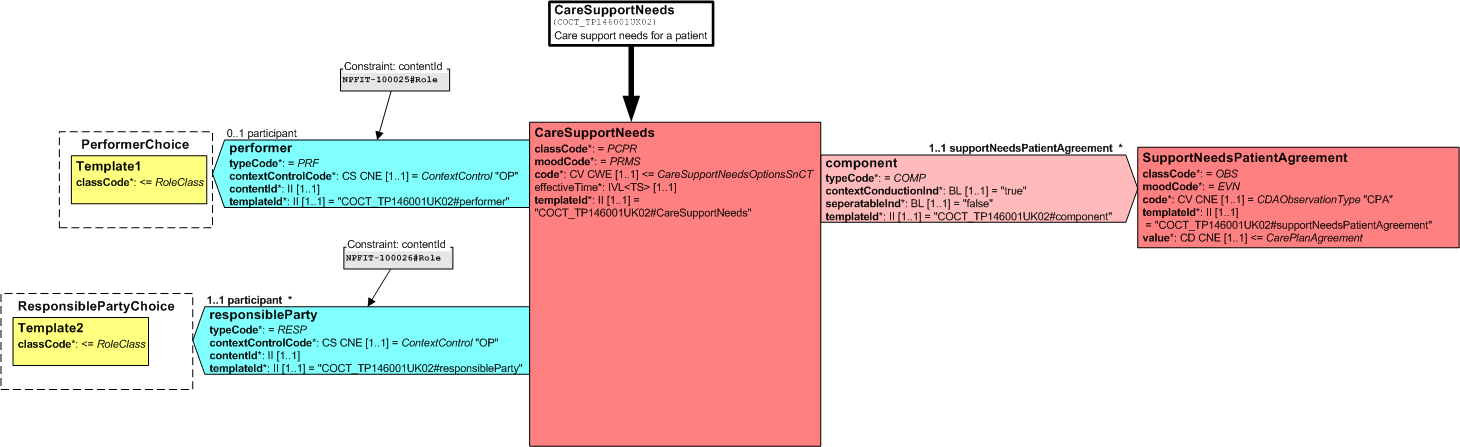 CareSupportNeeds
(COCT_TP146001UK02)
Care support needs for a patient
Constraint: contentId
NPFIT-100025#Role
0..1 participant
PerformerChoice
Template1
classCode*: <= RoleClass
performer
typeCode*: = PRF
contextControlCode*: CS CNE [1..1] = ContextControl "OP"
contentId*: II [1..1]
templateId*: II [1..1] = "COCT_TP146001UK02#performer"
CareSupportNeeds
classCode*: = PCPR
moodCode*: = PRMS
code*: CV CWE [1..1] <= CareSupportNeedsOptionsSnCT
effectiveTime*: IVL<TS> [1..1]
templateId*: II [1..1] =
"COCT_TP146001UK02#CareSupportNeeds"
1..1 supportNeedsPatientAgreement *
component
typeCode*: = COMP
contextConductionInd*: BL [1..1] = "true"
seperatableInd*: BL [1..1] = "false"
templateId*: II [1..1] = "COCT_TP146001UK02#component"
SupportNeedsPatientAgreement
classCode*: = OBS
moodCode*: = EVN
code*: CV CNE [1..1] = CDAObservationType "CPA"
templateId*: II [1..1]
= "COCT_TP146001UK02#supportNeedsPatientAgreement"
value*: CD CNE [1..1] <= CarePlanAgreement
Constraint: contentId
NPFIT-100026#Role
1..1 participant *
ResponsiblePartyChoice
Template2
classCode*: <= RoleClass
responsibleParty
typeCode*: = RESP
contextControlCode*: CS CNE [1..1] = ContextControl "OP"
contentId*: II [1..1]
templateId*: II [1..1] = "COCT_TP146001UK02#responsibleParty"